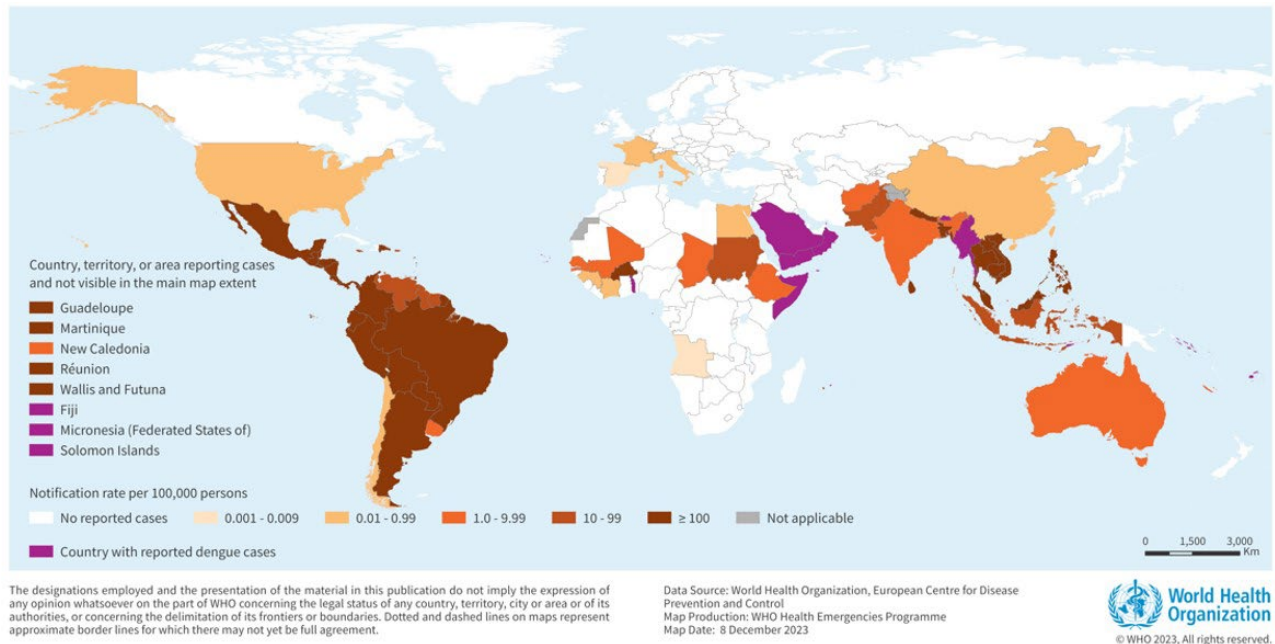 Country, territory, or area reporting cases
and not visible in the main map extent
Guadeloupe
Martinique
New Caledonia
Réunion
Wallis and Futuna
Fiji
Micronesia (Federated States of)
Solomon Islands
Notification rate per 100,000 persons
No reported cases 0.001 - 0.009 0.01 - 0.99 1.0 - 9.99 10 - 99 ≥ 100 Not applicable
Country with reported dengue cases
0 1,500 3,000
Km
The designations employed and the presentation of the material in this publication do not imply the expression of
any opinion whatsoever on the part of WHO concerning the legal status of any country, territory, city or area or of its
authorities, or concerning the delimitation of its frontiers or boundaries. Dotted and dashed lines on maps represent
approximate border lines for which there may not yet be full agreement.
Data Source: World Health Organization, European Centre for Disease
Prevention and Control
Map Production: WHO Health Emergencies Programme
Map Date: 8 December 2023
World Health
Organization
© WHO 2023, All rights reserved.